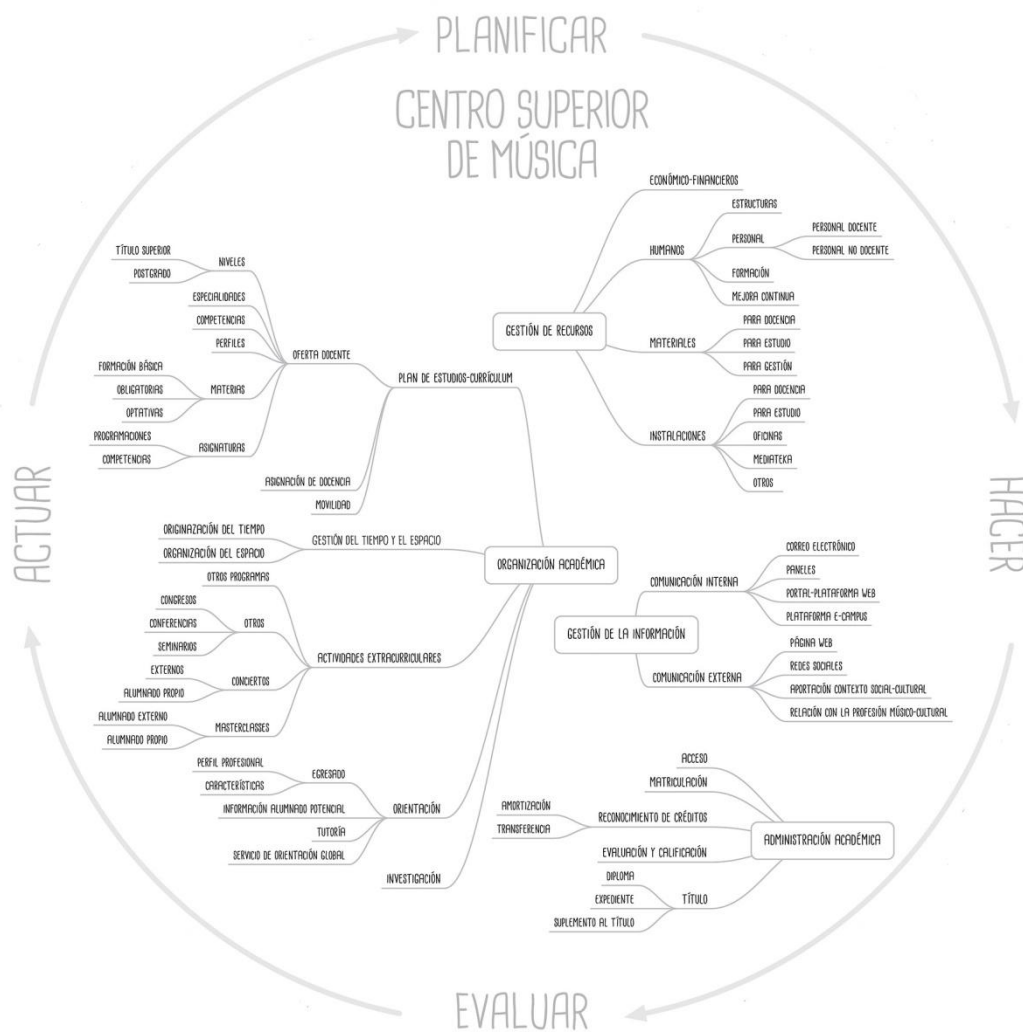 PLANIFICAR
CENTRO SUPERIOR
DE MÚSICA
HACER
EVALUAR
ACTUAR
GESTIÓN DE RECURSOS
ECONÓMICO-FINANCIEROS
HUMANOS
ESTRUCTURAS
PERSONAL
PERSONAL DOCENTE
PERSONAL NO DOCENTE
FORMACIÓN
MEJORA CONTINUA
MATERIALES
PARA DOCENCIA
PARA ESTUDIO
PARA GESTIÓN
INSTALACIONES
PARA DOCENCIA
PARA ESTUDIO
OFICINAS
MEDIATEKA
OTROS
ORGANIZACIÓN ACADÉMICA
PLAN DE ESTUDIOS-CURRÍCULUM
OFERTA DOCENTE
NIVELES
TÍTULO SUPERIOR
POSTGRADO
ESPECIALIDADES
COMPETENCIAS
PERFILES
MATERIAS
FORMACIÓN BÁSICA
OBLIGATORIAS
OPTATIVAS
ASIGNATURAS
PROGRAMACIONES
COMPETENCIAS
ASIGNACIÓN DE DOCENCIA
MOVILIDAD
GESTIÓN DEL TIEMPO Y EL ESPACIO
ORIGINAZACIÓN DEL TIEMPO
ORGANIZACIÓN DEL ESPACIO
ACTIVIDADES EXTRACURRICULARES
OTROS PROGRAMAS
OTROS
CONGRESOS
CONFERENCIAS
SEMINARIOS
CONCIERTOS
EXTERNOS
ALUMNADO PROPIO
MASTERCLASSES
ALUMNADO EXTERNO
ALUMNADO PROPIO
ORIENTACIÓN
EGRESADO
PERFIL PROFESIONAL
CARACTERÍSTICAS
INFORMACIÓN ALUMNADO POTENCIAL
TUTORÍA
SERVICIO DE ORIENTACIÓN GLOBAL
INVESTIGACIÓN
GESTIÓN DE LA INFORMACIÓN
COMUNICACIÓN INTERNA
CORREO ELECTRÓNICO
PANELES
PORTAL-PLATAFORMA WEB
PLATAFORMA E-CAMPUS
COMUNICACIÓN EXTERNA
PÁGINA WEB
REDES SOCIALES
APORTACIÓN CONTEXTO SOCIAL-CULTURAL
RELACIÓN CON LA PROFESIÓN MÚSICO-CULTURAL
ADMINISTRACIÓN ACADÉMICA
ACCESO
MATRICULACIÓN
RECONOCIMIENTO DE CRÉDITOS
AMORTIZACIÓN
TRANSFERENCIA
EVALUACIÓN Y CALIFICACIÓN
TÍTULO
DIPLOMA
EXPEDIENTE
SUPLEMENTO AL TÍTULO